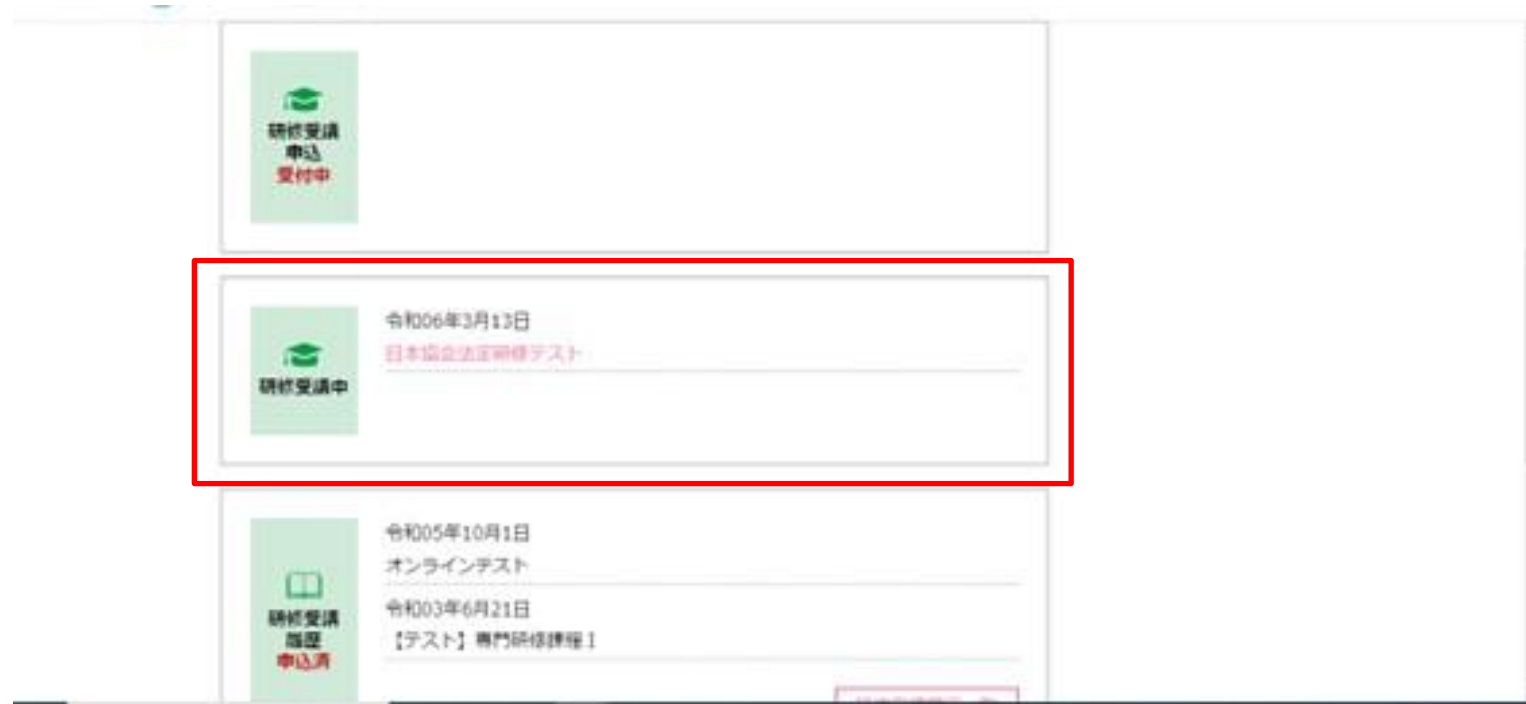 研修受講
申込
受付中
令和06年3月13日
日本協会法定研修テスト
研修受講中
令和05年10月1日
オンラインテスト
令和03年6月21日
【テスト】専門研修課程Ⅰ
研修受講
履歴
申込済